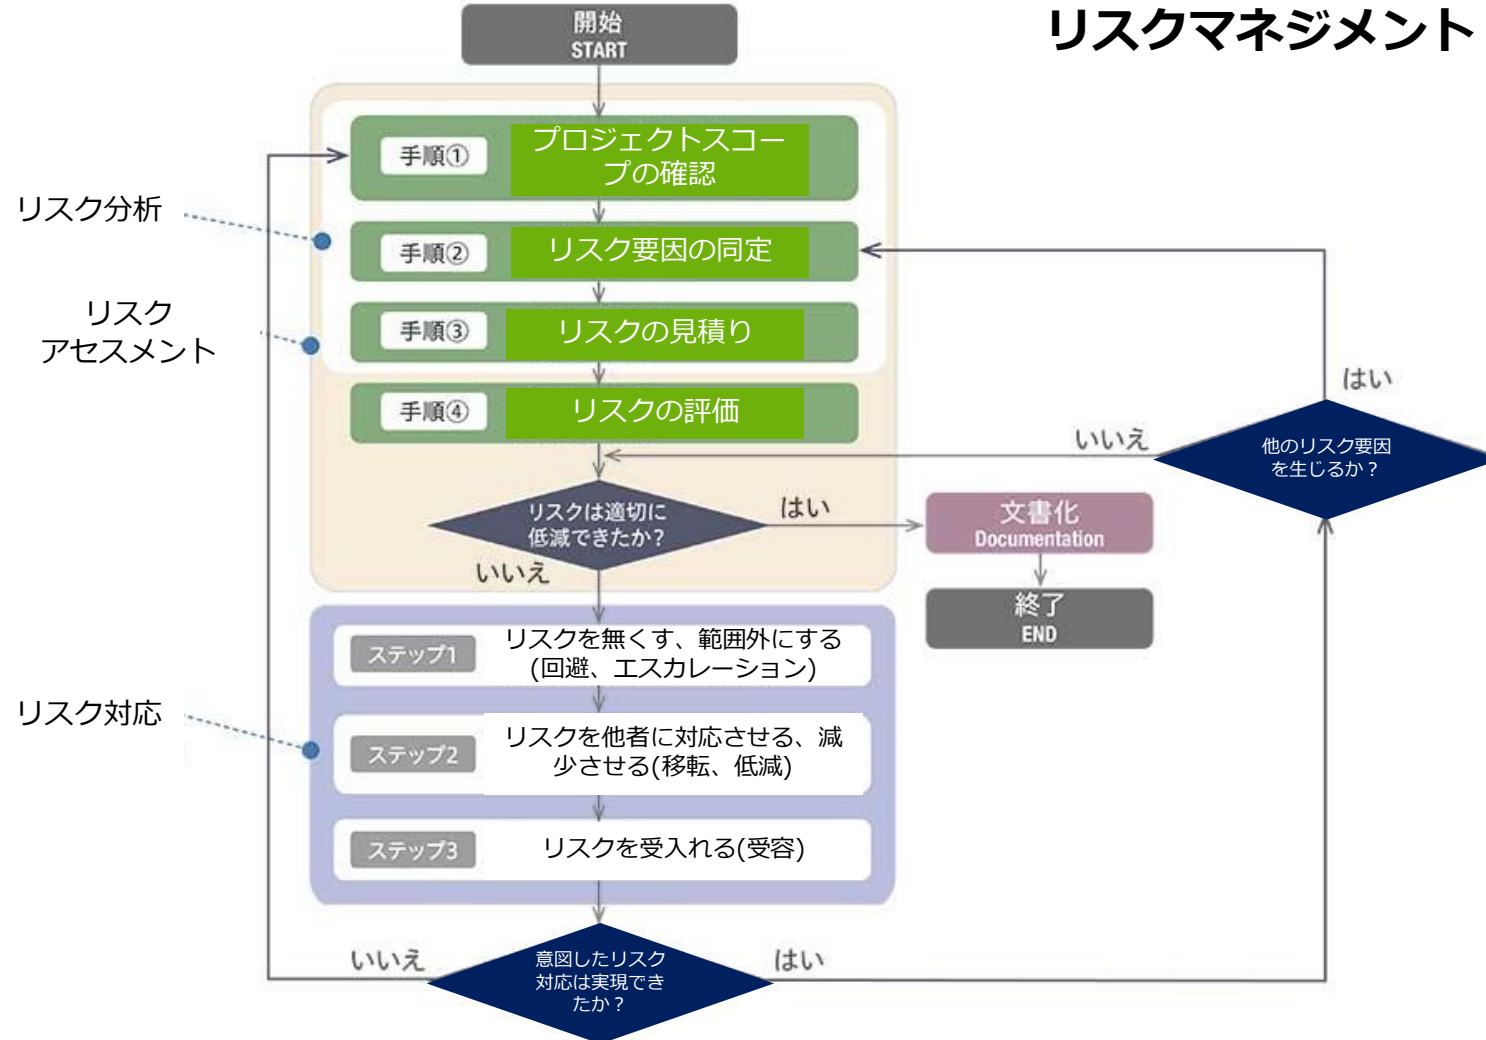 リスクマネジメント
開始
START
手順①
プロジェクトスコー
プの確認
リスク分析
手順②
リスク要因の同定
リスク
アセスメント
手順③
リスクの見積り
手順④
リスクの評価
はい
いいえ
他のリスク要因
を生じるか？
リスクは適切に
低減できたか？
はい
いいえ
文書化
Documentation
終了
END
ステップ1
リスクを無くす、範囲外にする
(回避、エスカレーション)
リスク対応
ステップ2
リスクを他者に対応させる、減
少させる(移転、低減)
ステップ3
リスクを受入れる(受容)
いいえ
意図したリスク
対応は実現でき
たか？
はい